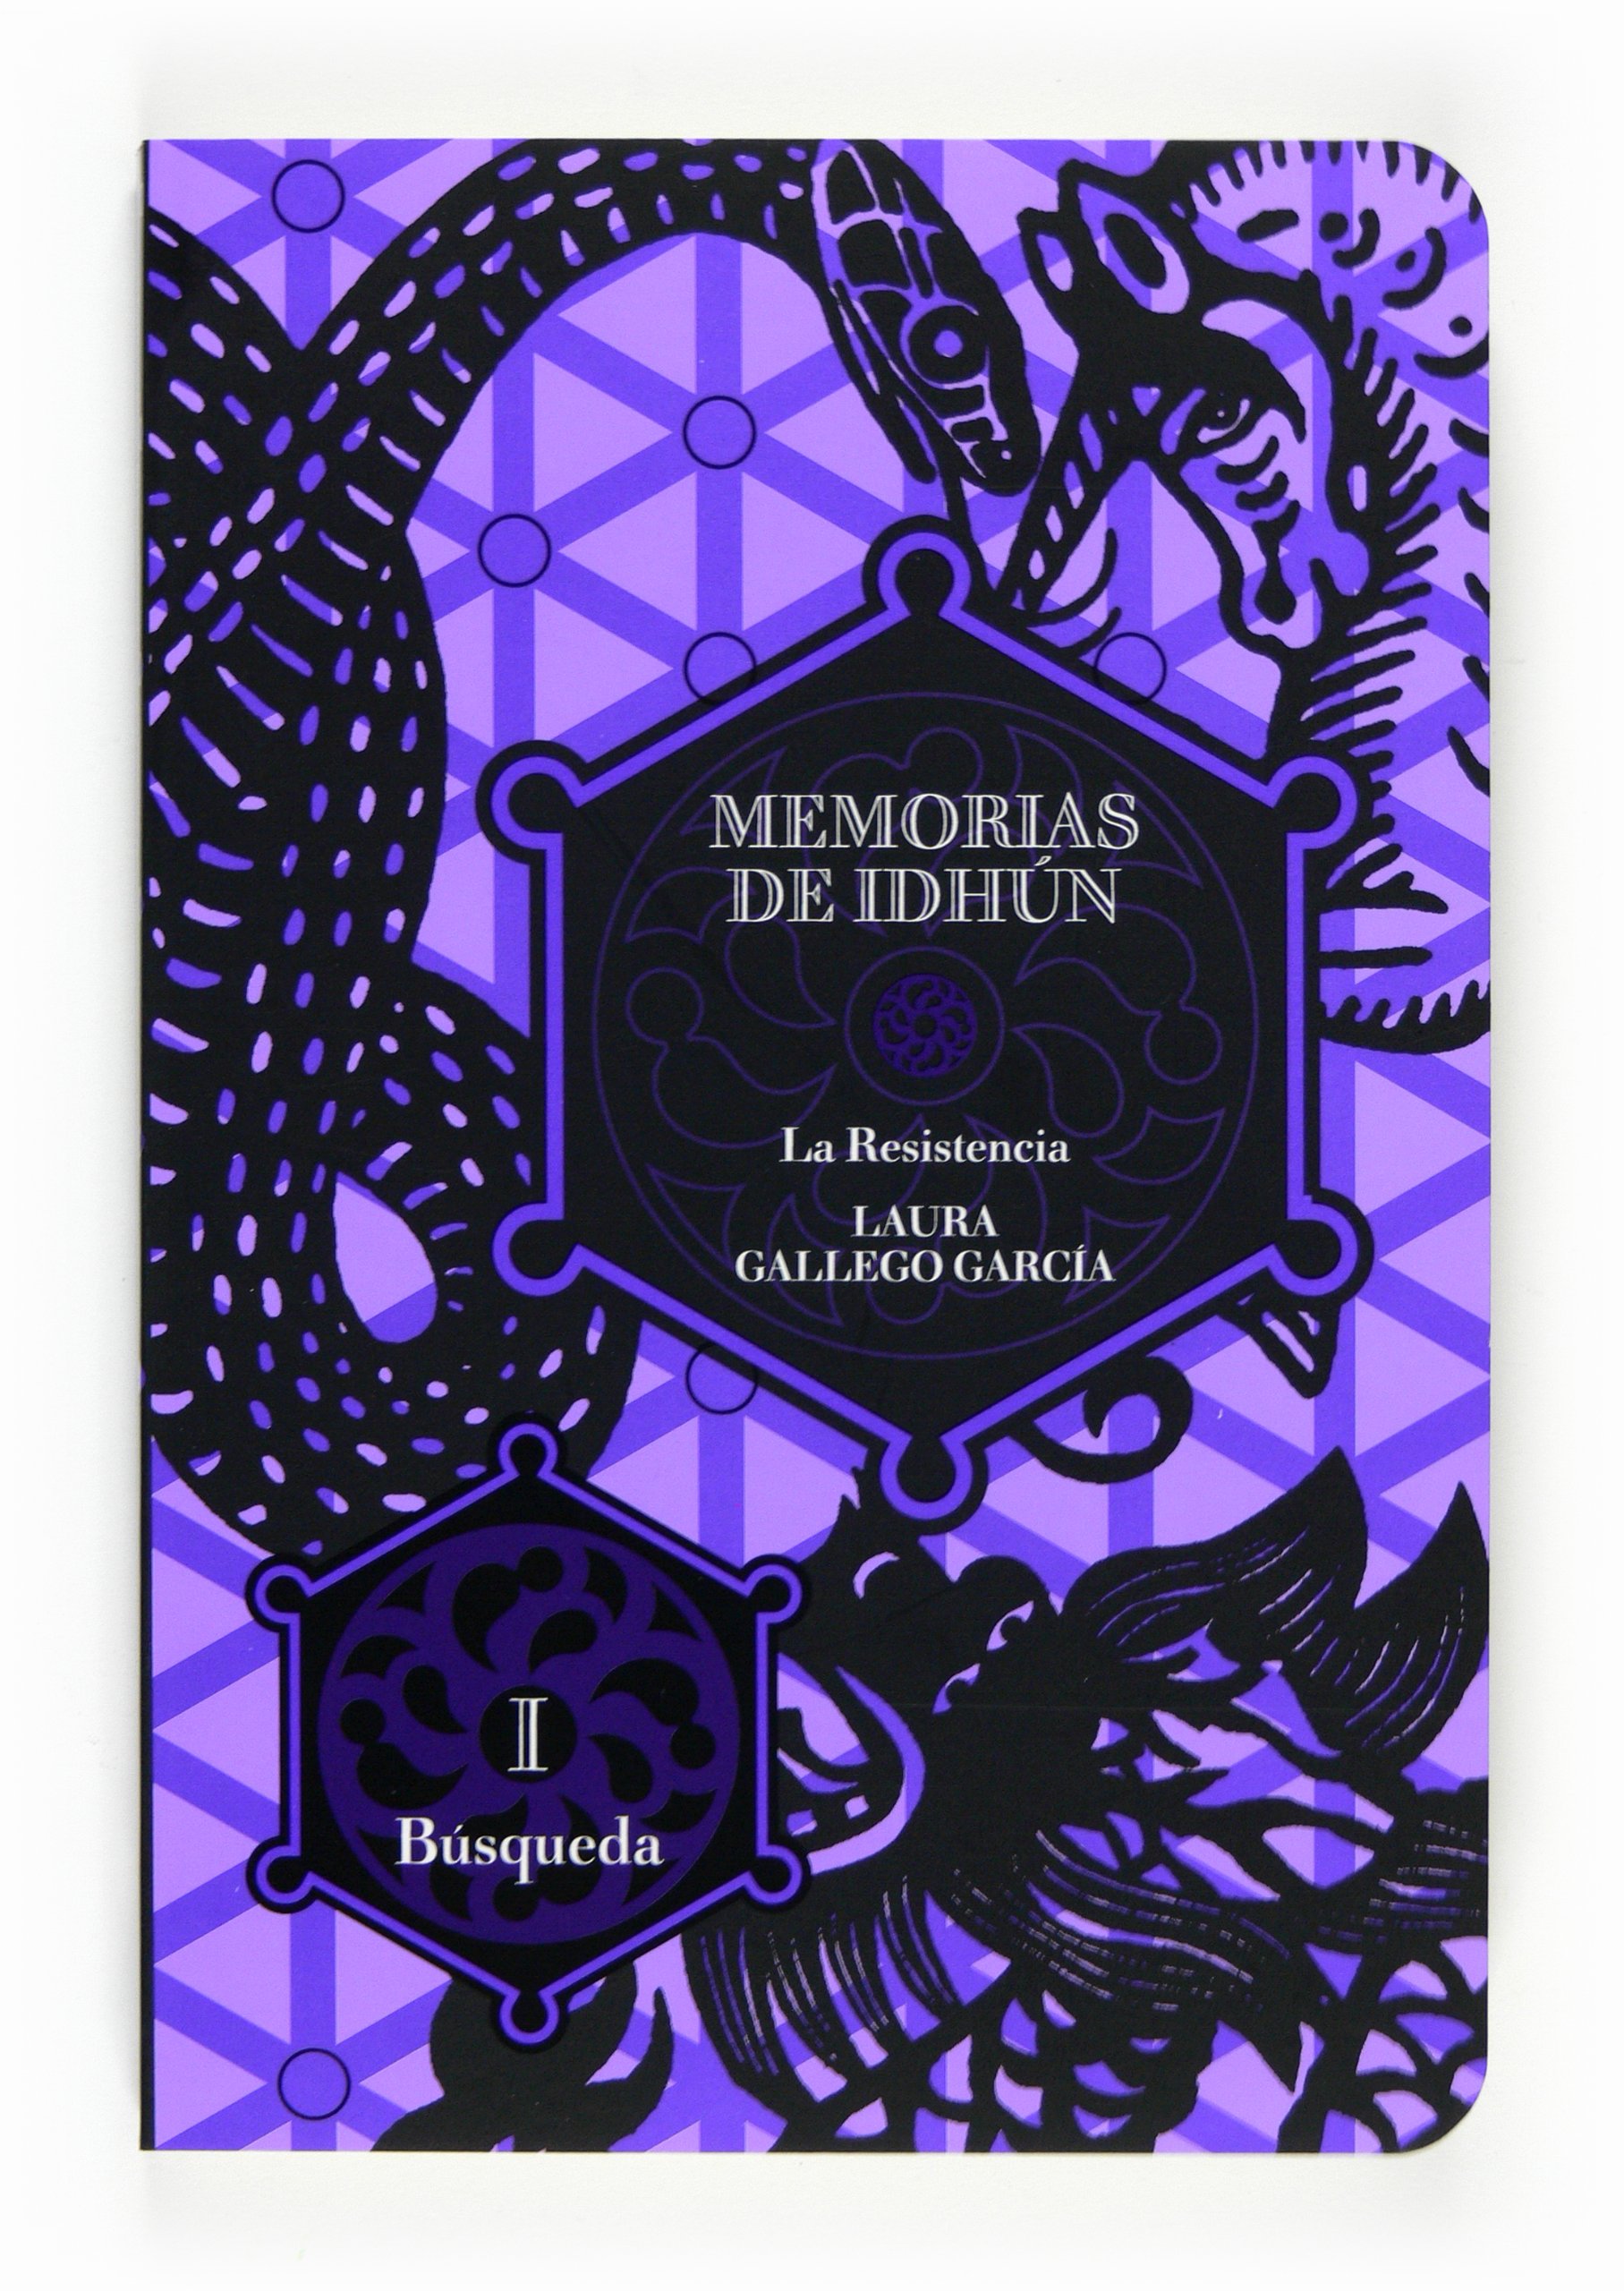 MEMORIAS
DE IDHÚN
La Resistencia
LAURA
GALLEGO GARCÍA
I
Búsqueda